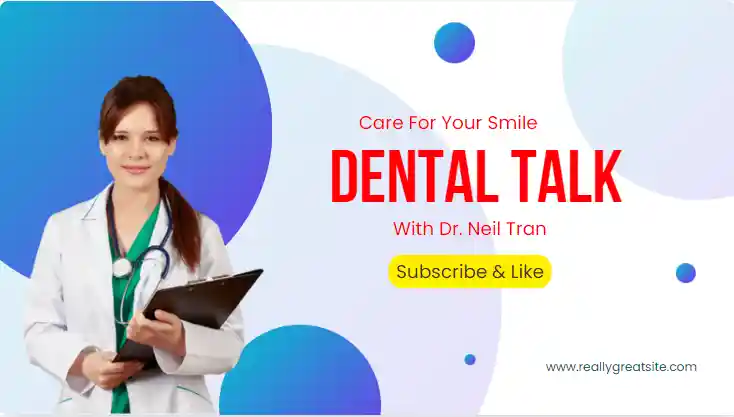 Care For Your Smile
DENTAL TALK
With Dr. Neil Tran
Subscribe & Like
www.reallygreatsite.com